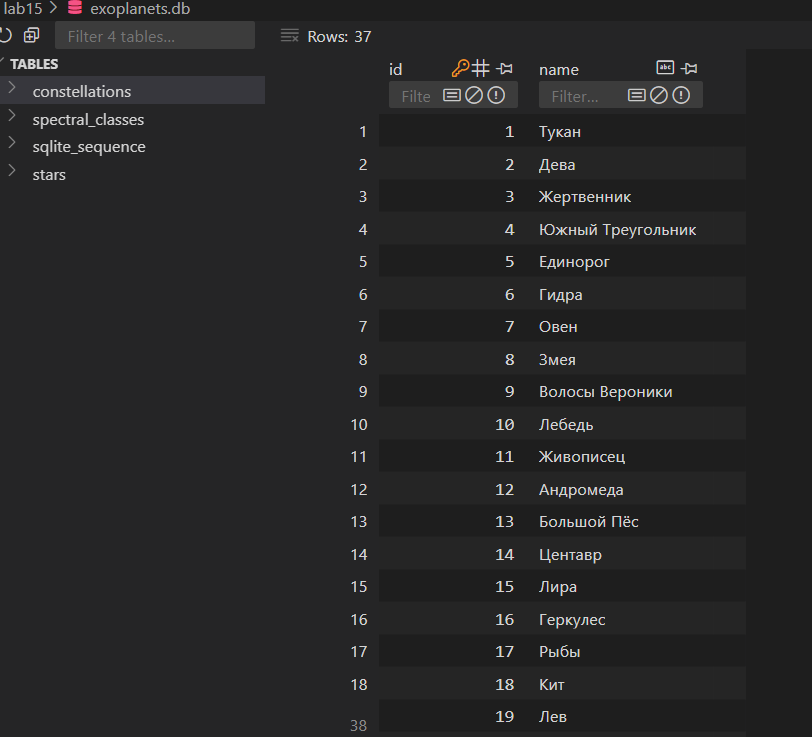 lab15 > exoplanets.db
Filter 4 tables...
Rows: 37
TABLES
constellations
spectral_classes
sqlite_sequence
stars
id name
Filte Filter...
1 1 Тукан
2 2 Дева
3 3 Жертвенник
4 4 Южный Треугольник
5 5 Единорог
6 6 Гидра
7 7 Овен
8 8 Змея
9 9 Волосы Вероники
10 10 Лебедь
11 11 Живописец
12 12 Андромеда
13 13 Большой Пёс
14 14 Центавр
15 15 Лира
16 16 Геркулес
17 17 Рыбы
18 18 Кит
19 Лев
38